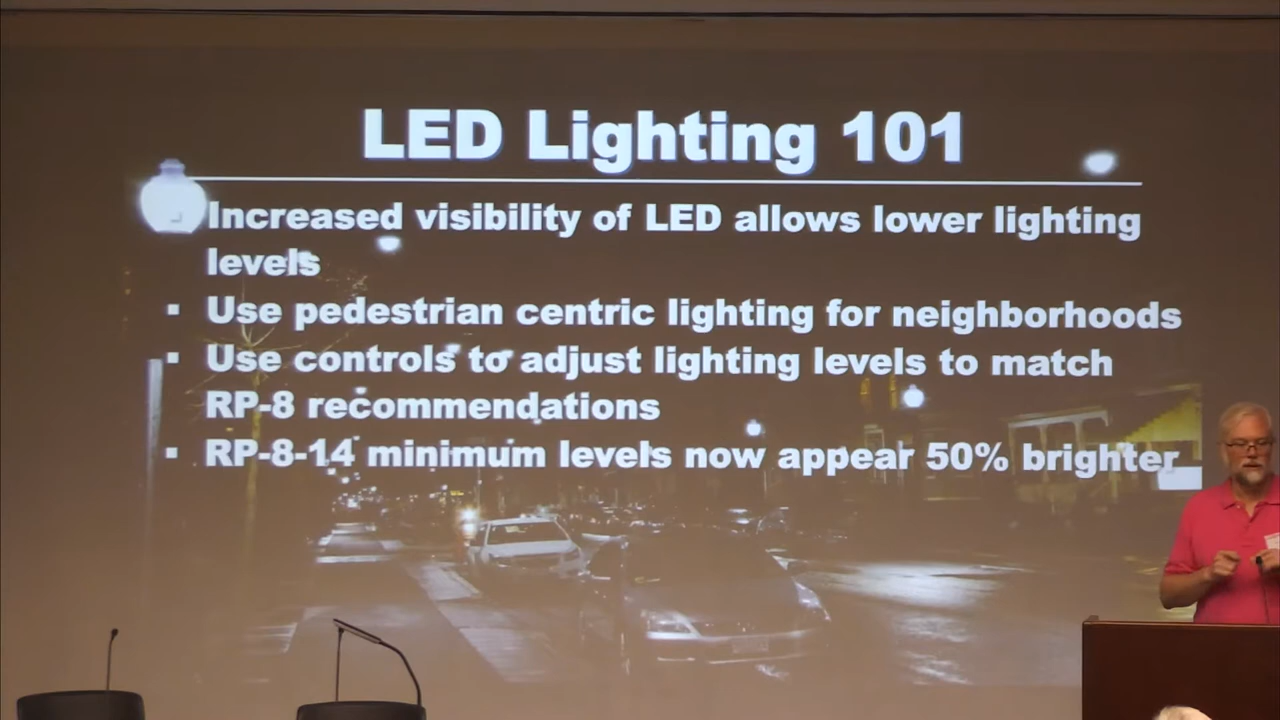 LED Lighting 101
Increased visibility of LED allows lower lighting
levels
▪ Use pedestrian centric lighting for neighborhoods
▪ Use controls to adjust lighting levels to match
RP-8 recommendations
▪ RP-8-14 minimum levels now appear 50% brighter